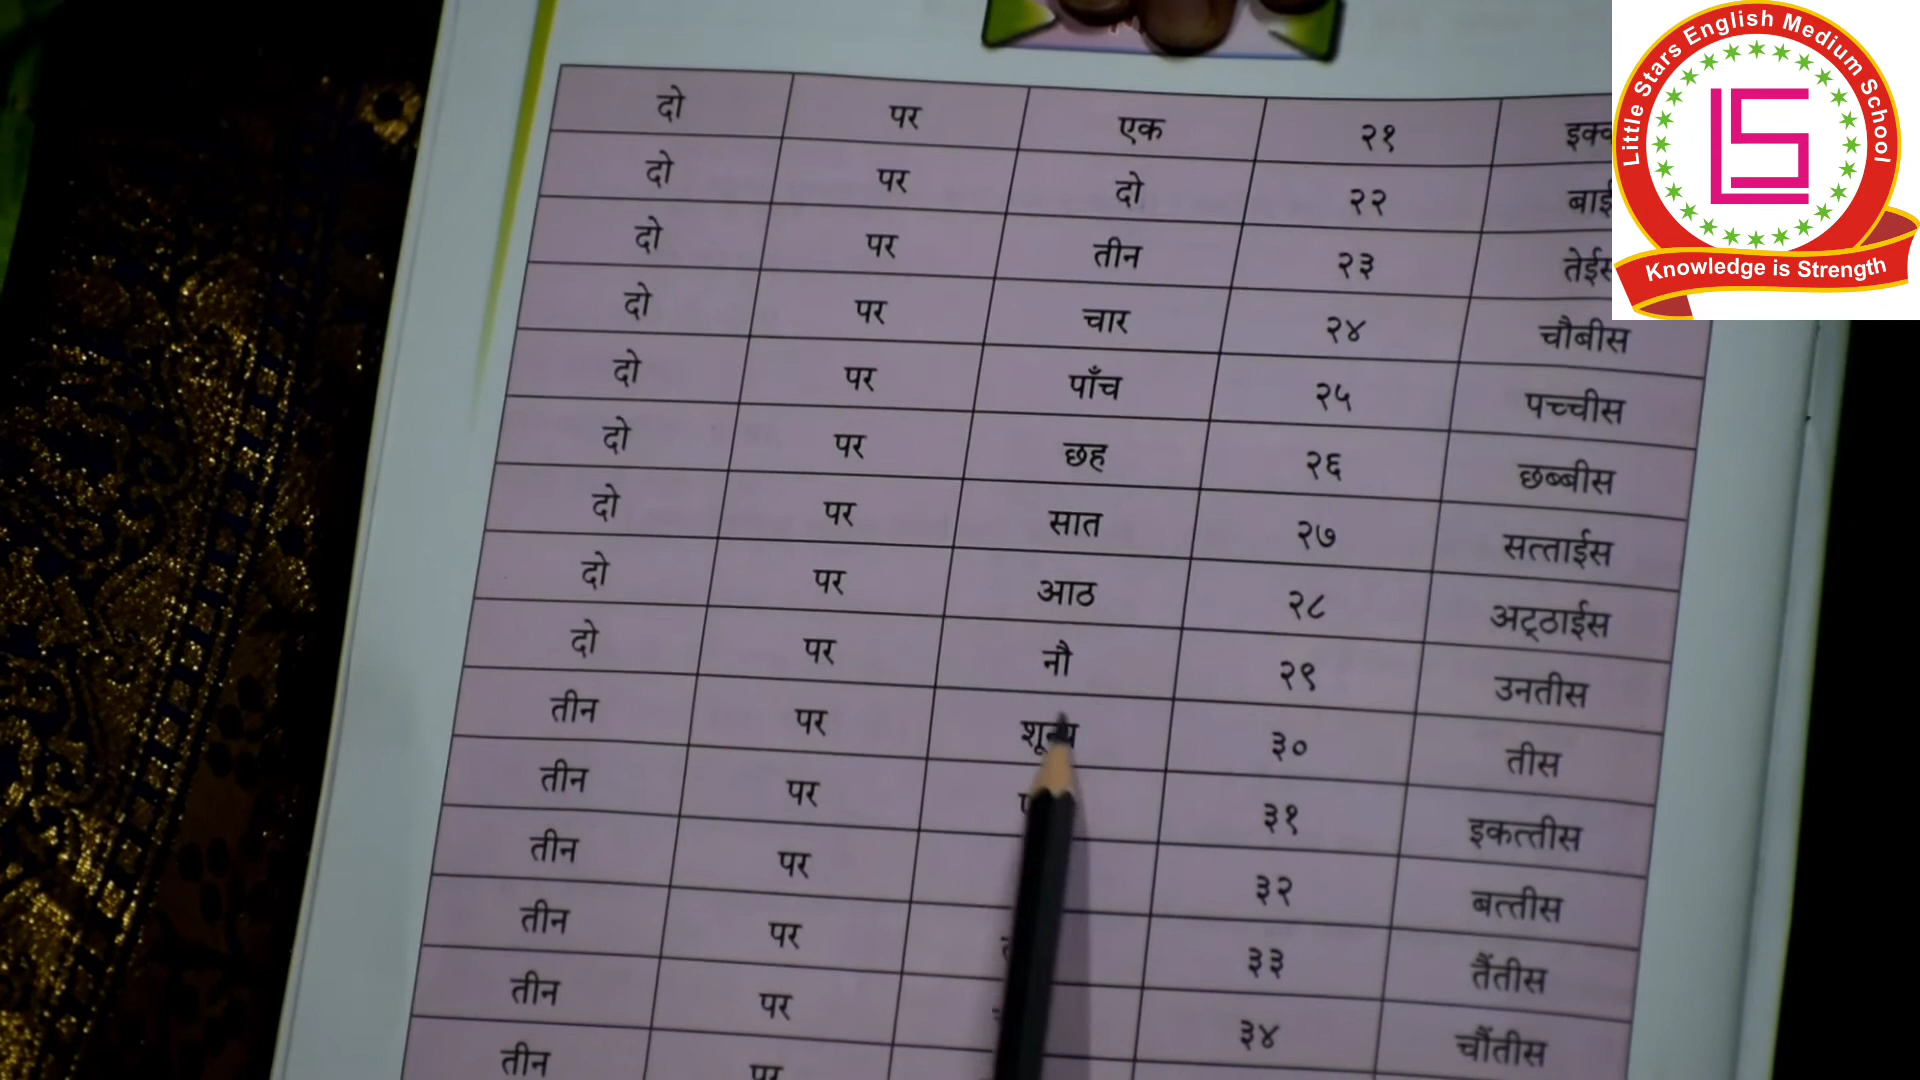 Little Stars English Medium School
LS
Knowledge is Strength
दो पर एक २१
दो पर दो २२
दो पर तीन २३
दो पर चार २४ चौबीस
दो पर पाँच २५ पच्चीस
दो पर छह २६ छब्बीस
दो पर सात २७ सत्ताईस
दो पर आठ २८ अट्ठाईस
दो पर नौ २९ उनतीस
तीन पर शून्य ३० तीस
तीन पर ३१ इकत्तीस
तीन पर ३२ बत्तीस
तीन पर ३३ तैंतीस
तीन पर ३४ चौंतीस
तीन पर